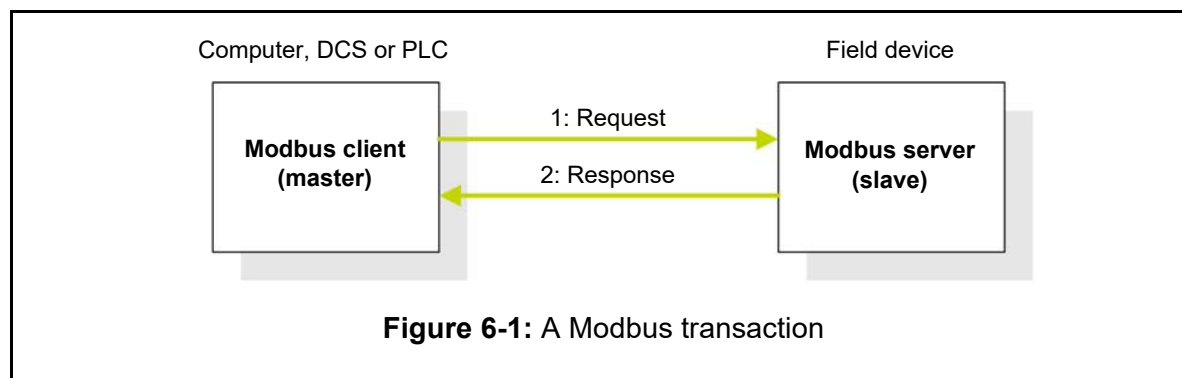 Computer, DCS or PLC
Field device
Modbus client
(master)
1: Request
2: Response
Modbus server
(slave)
Figure 6-1: A Modbus transaction